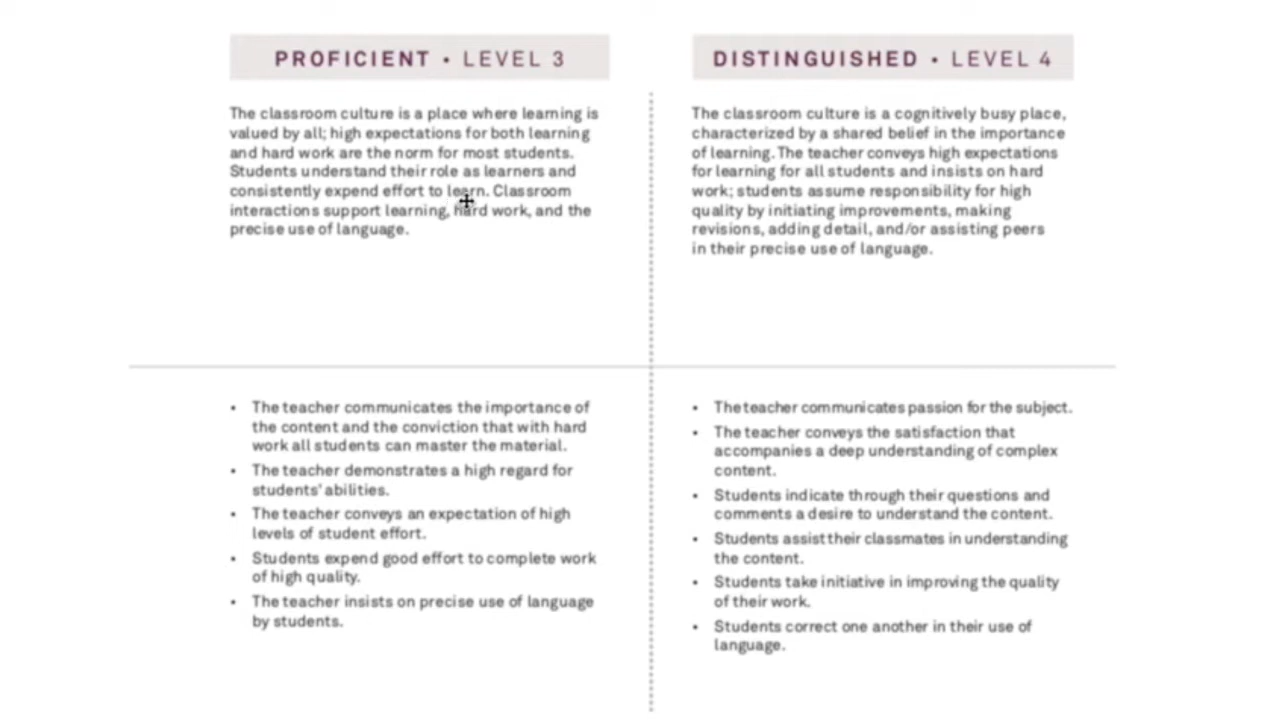 PROFICIENT • LEVEL 3
The classroom culture is a place where learning is
valued by all; high expectations for both learning
and hard work are the norm for most students.
Students understand their role as learners and
consistently expend effort to learn. Classroom
interactions support learning, hard work, and the
precise use of language.
• The teacher communicates the importance of
the content and the conviction that with hard
work all students can master the material.
• The teacher demonstrates a high regard for
students' abilities.
• The teacher conveys an expectation of high
levels of student effort.
• Students expend good effort to complete work
of high quality.
• The teacher insists on precise use of language
by students.
DISTINGUISHED • LEVEL 4
The classroom culture is a cognitively busy place,
characterized by a shared belief in the importance
of learning. The teacher conveys high expectations
for learning for all students and insists on hard
work; students assume responsibility for high
quality by initiating improvements, making
revisions, adding detail, and/or assisting peers
in their precise use of language.
• The teacher communicates passion for the subject.
• The teacher conveys the satisfaction that
accompanies a deep understanding of complex
content.
• Students indicate through their questions and
comments a desire to understand the content.
• Students assist their classmates in understanding
the content.
• Students take initiative in improving the quality
of their work.
• Students correct one another in their use of
language.